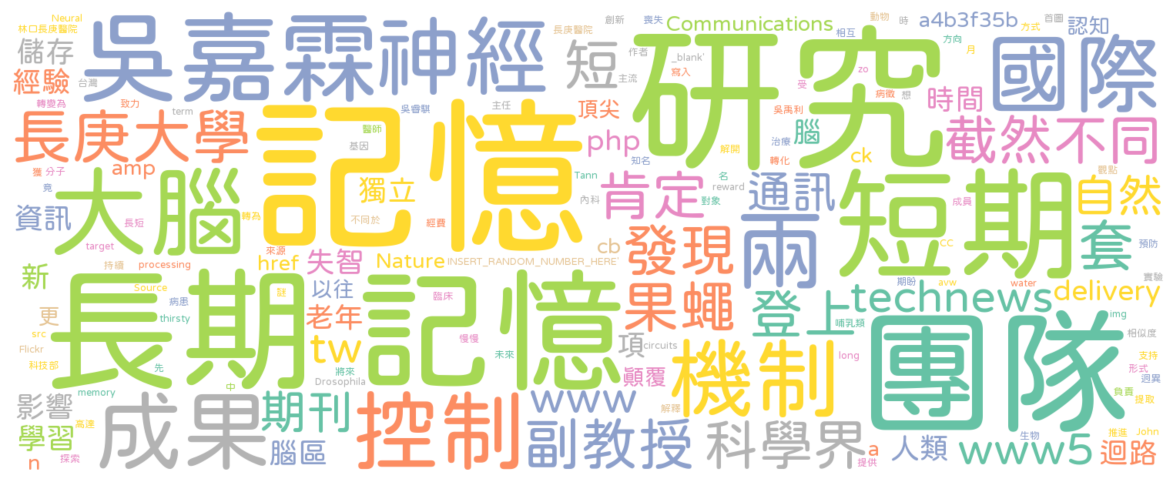 林口長庚醫院
Neural
儲存
台灣
經驗
轉變為
致力
吳嘉霖神經
長庚醫院
創新
喪失
短
作者
主流
_blank'
寫入
Communications
相互
動物
時
a4b3f35b
方向
方式
首圖
認知
月
研究
國際
zo
受
病徵
想
時間
長庚大學
term
主任
吳睿騏
醫師
基因
記憶
頂尖
php
腦
吳禹利
治療
轉化
解開
ck
截然不同
amp
獲
分子
竟
大腦
獨立
不同於
經費
內科
Tann
知名
肯定
reward
對象
名
通訊
觀點
成員
自然
短期
資訊
長短
轉為
target
來源
href
失智
Nature
INSERT_RANDOM_NUMBER_HERE'
cb
發現
兩
cc
套
預防
持續
processing
新
Source
病患
謎
以往
臨床
果蠅
登上
technews
期盼
avw
water
實驗
delivery
更
thirsty
老年
未來
circuits
哺乳類
long
img
相似度
src
Flickr
科技部
長期記憶
tw
慢慢
項
顛覆
機制
團隊
支持
形式
週異
memory
先
中
將來
Drosophila
影響
成果
期刊
控制
www
解釋
負責
提取
學習
高達
探索
n
腦區
副教授
科學界
a
提供
人類
www5
生物
推進
John
迴路